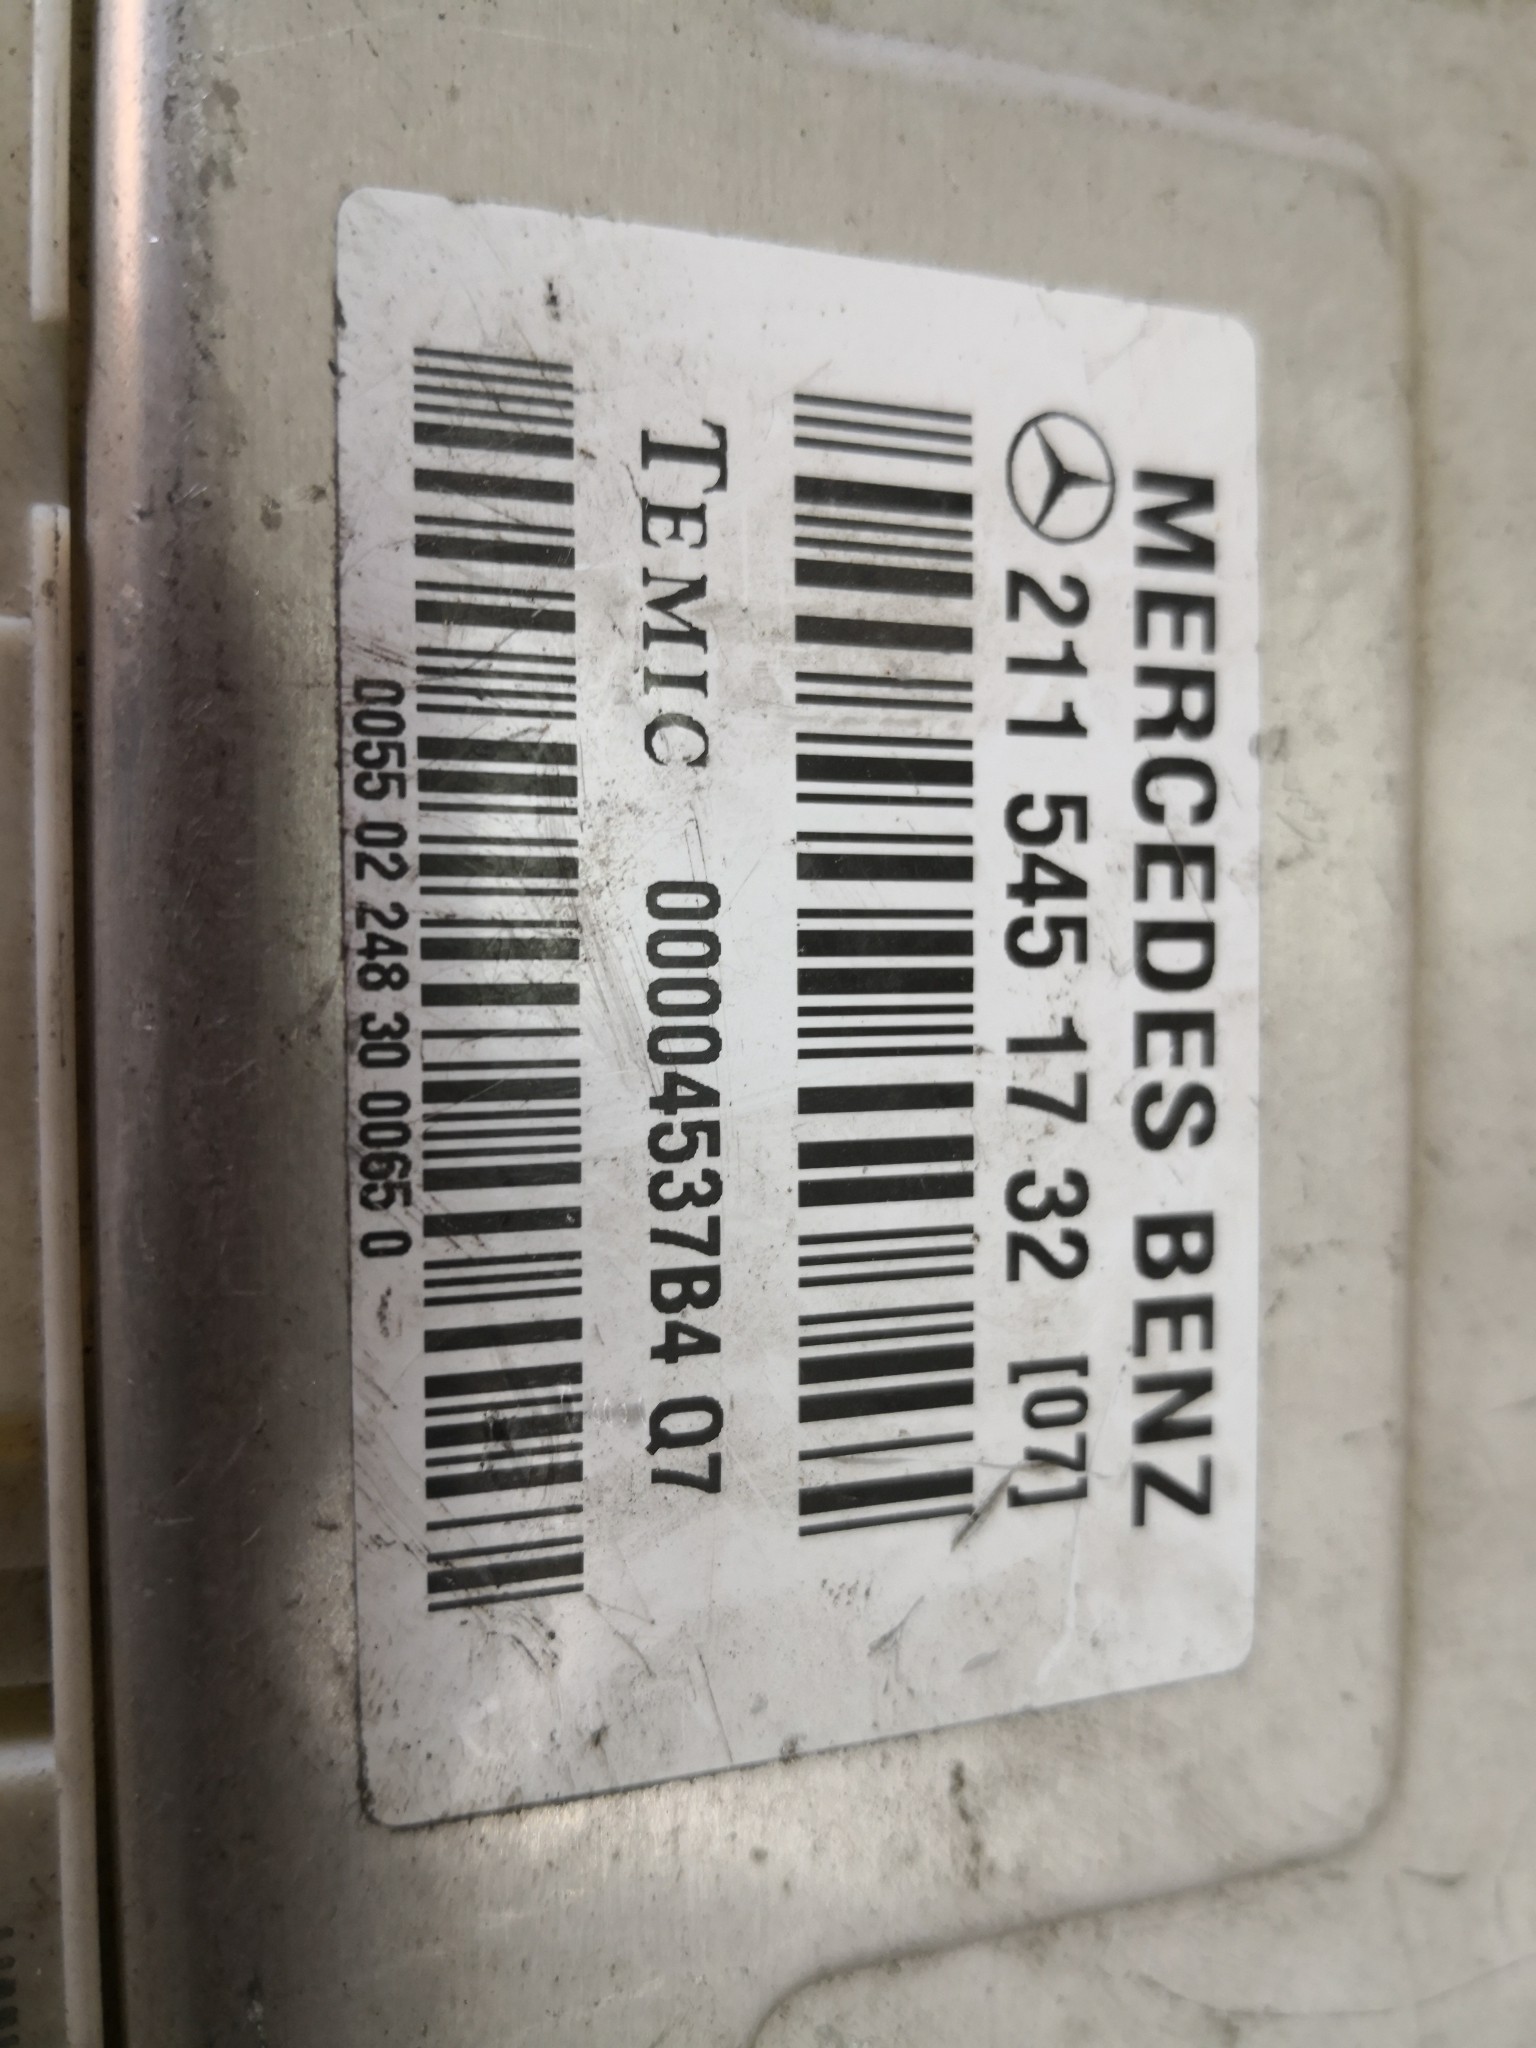 MERCEDES BENZ
211 545 17 32 [07]
TEMIC 00004537B4 Q7
0055 02 248 30 0065 0